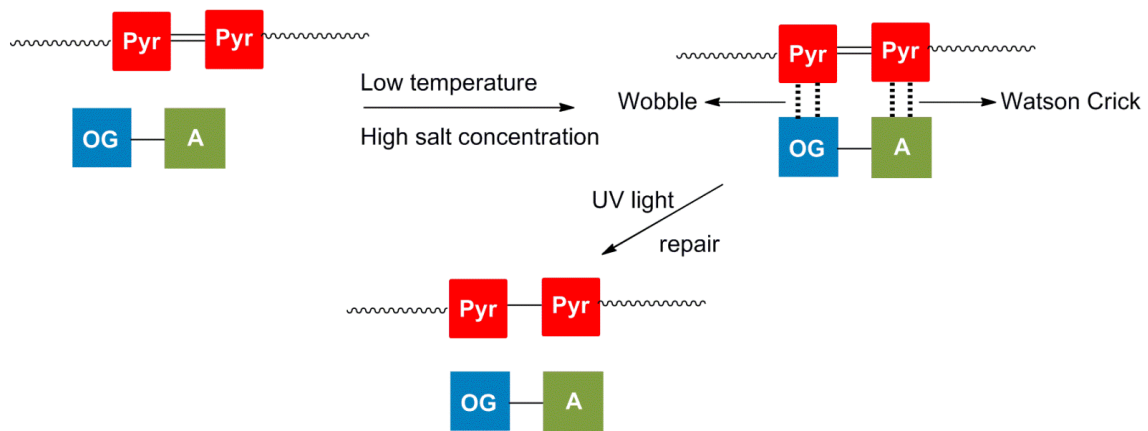 Pyr Pyr
Low temperature
High salt concentration
OG A
Pyr Pyr
Wobble Watson Crick
OG A
UV light
repair
Pyr Pyr
OG A